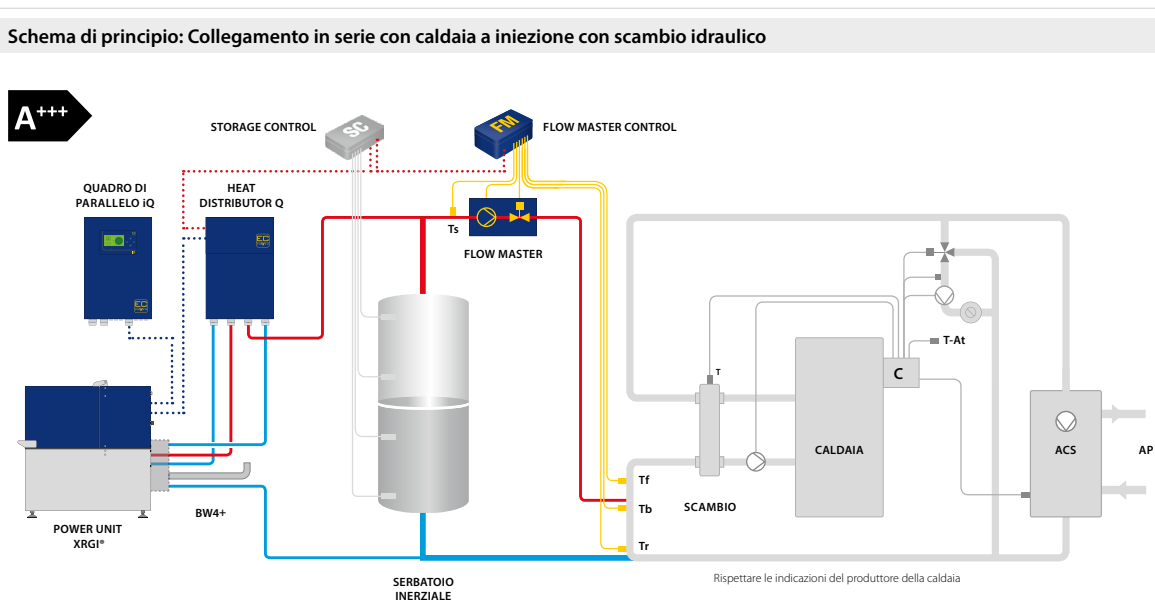 Schema di principio: Collegamento in serie con caldaia a iniezione con scambio idraulico
A+++
STORAGE CONTROL
SC
FM
FLOW MASTER CONTROL
QUADRO DI
PARALLELO iQ
HEAT
DISTRIBUTOR Q
Ts
FLOW MASTER
EC
EC
T-At
T
C
CALDAIA
ACS
AP
Tf
Tb
SCAMBIO
Tr
BW4+
POWER UNIT
XRGI®
SERBATOIO
INERZIALE
Rispettare le indicazioni del produttore della caldaia